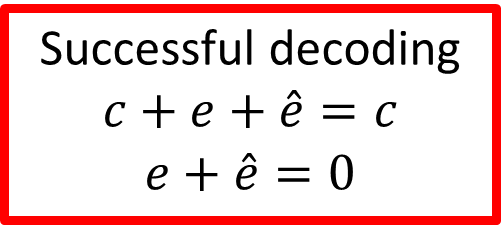 Successful decoding
c + e + ê = c
e + ê = 0